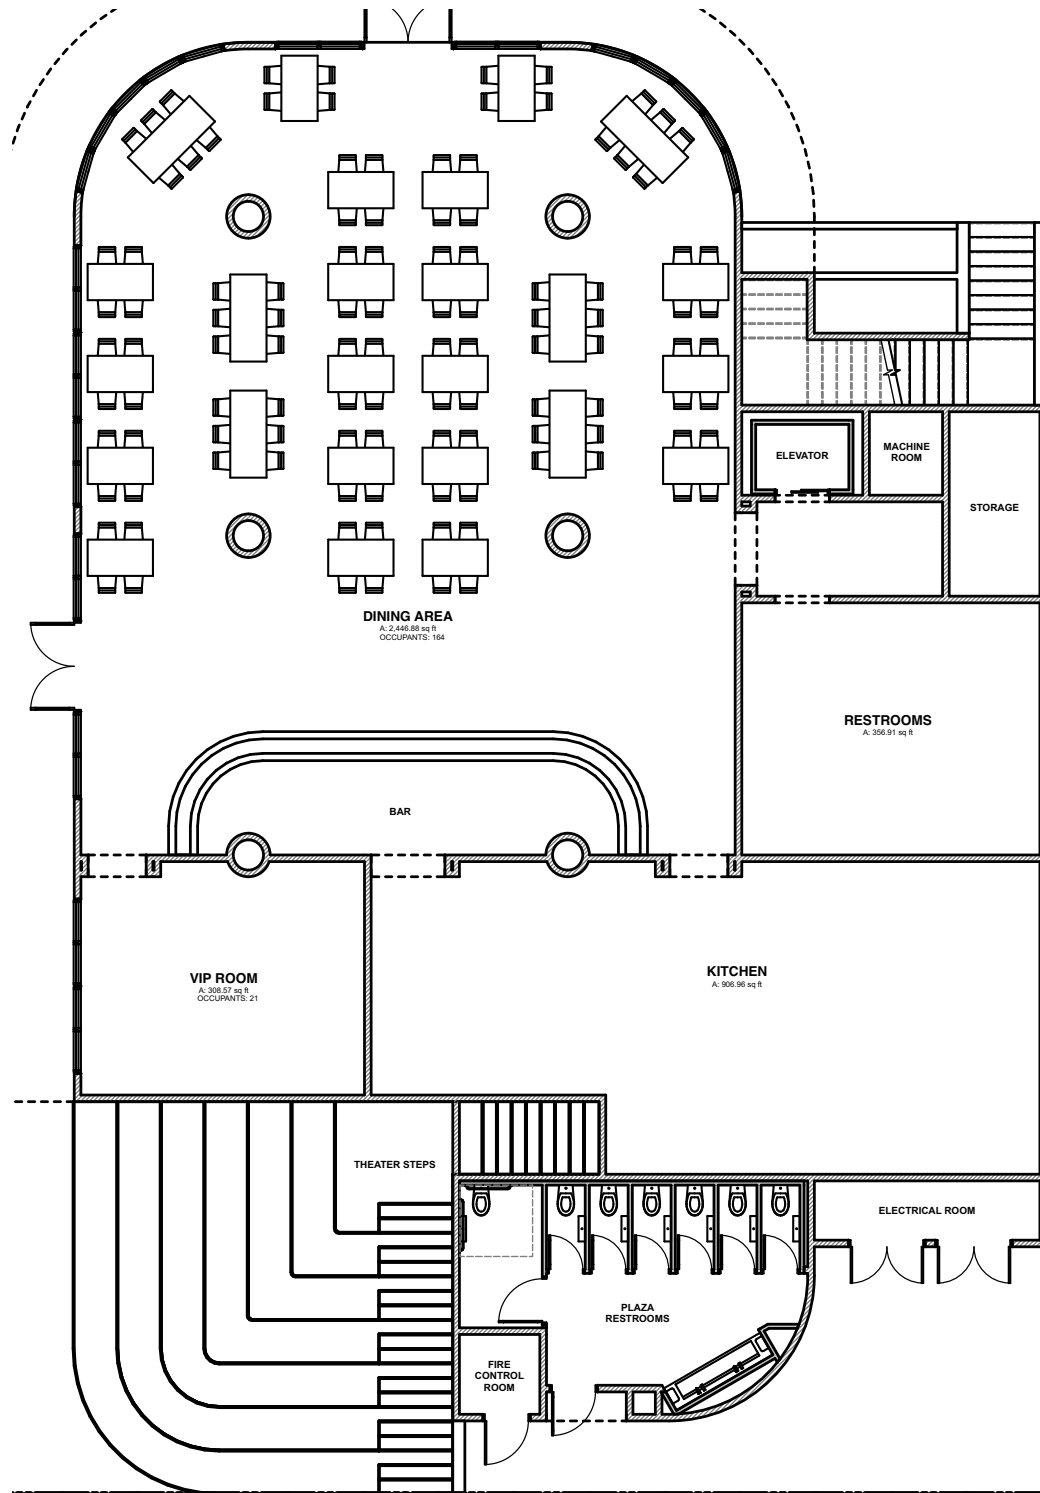 ELEVATOR
MACHINE
ROOM
STORAGE
DINING AREA
A: 2,446.88 sq ft
OCCUPANTS: 164
RESTROOMS
A: 356.91 sq ft
BAR
VIP ROOM
A: 308.57 sq ft
OCCUPANTS: 21
KITCHEN
A: 906.96 sq ft
THEATER STEPS
ELECTRICAL ROOM
PLAZA
RESTROOMS
FIRE
CONTROL
ROOM